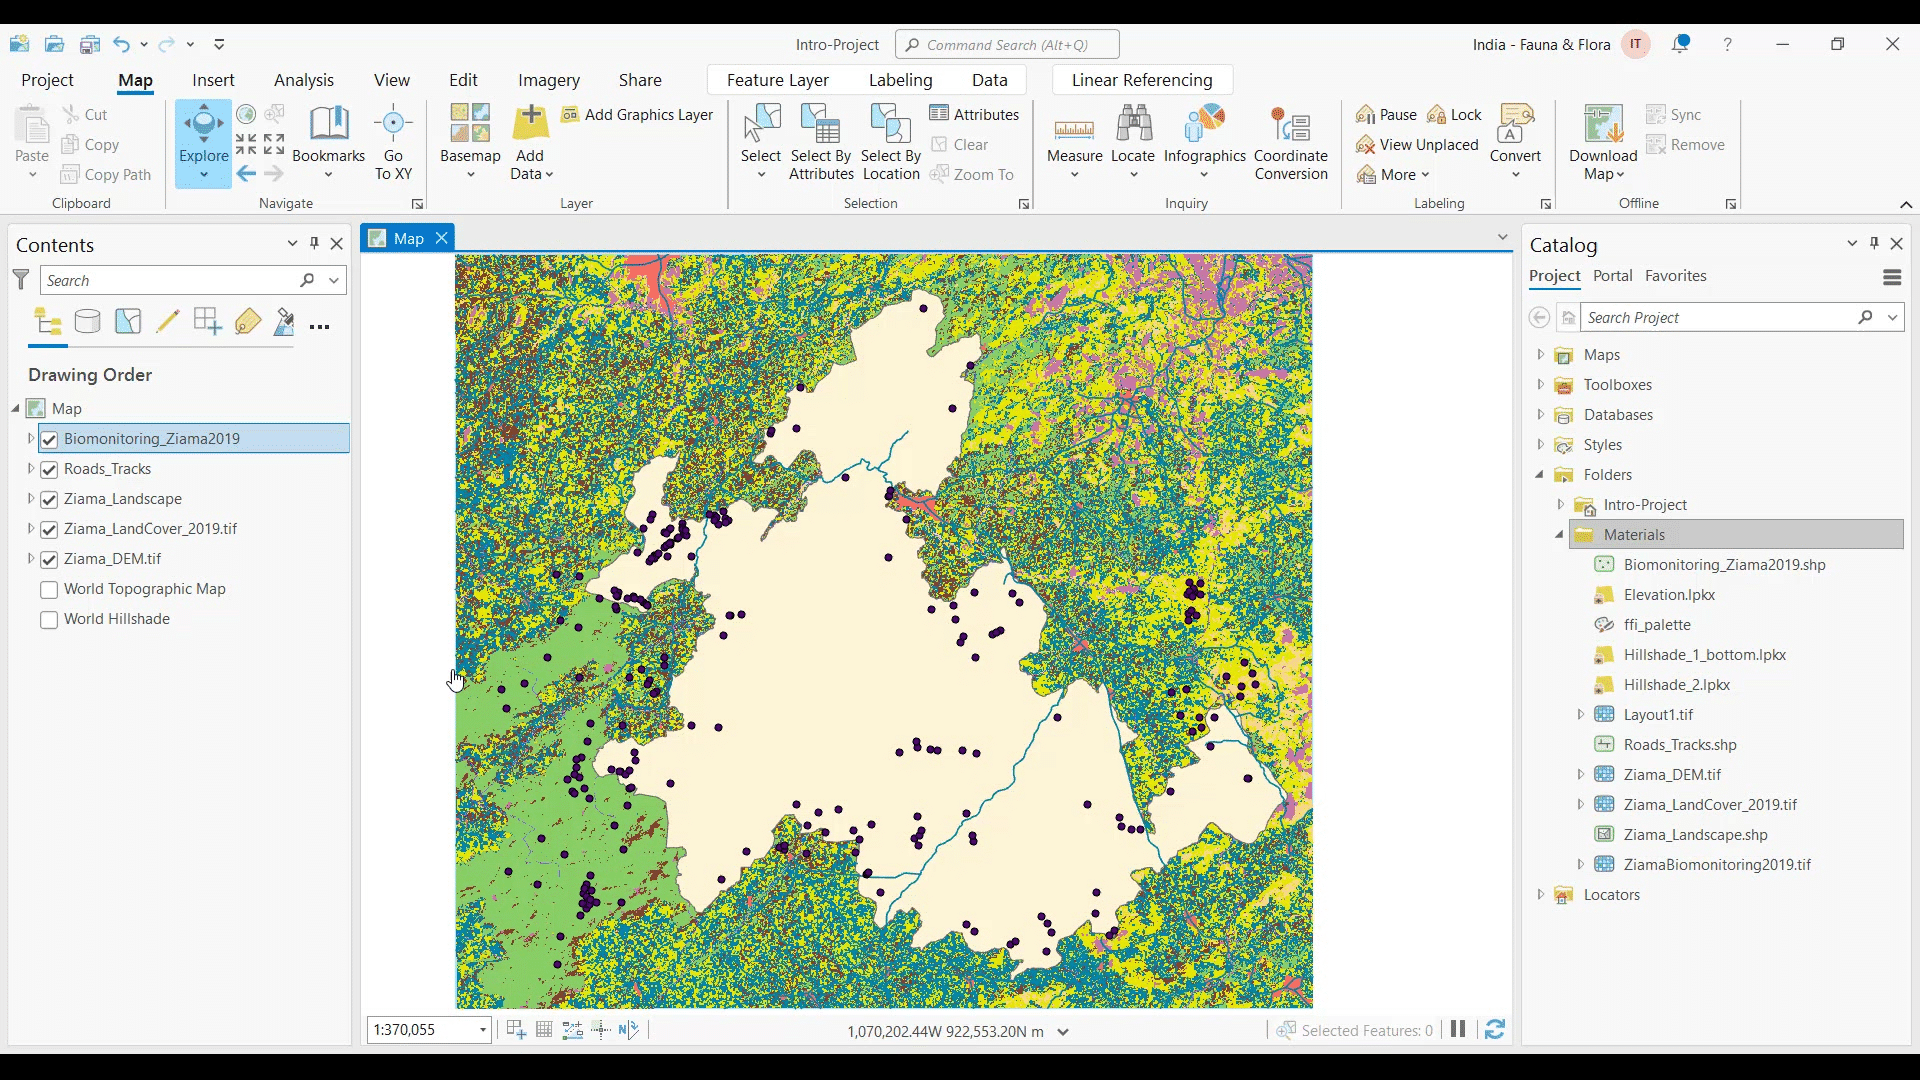 Intro-Project
Command Search (Alt+Q)
India - Fauna & Flora
IT
?
Project
Map
Insert
Analysis
View
Edit
Imagery
Share
Feature Layer
Labeling
Data
Linear Referencing
Paste
Cut
Copy
Copy Path
Clipboard
Explore
Bookmarks
Go To XY
Navigate
Basemap
Add Data
Add Graphics Layer
Layer
Select
Select By Attributes
Select By Location
Attributes
Clear
Zoom To
Selection
Measure
Locate
Infographics
Coordinate Conversion
Inquiry
Pause
Lock
View Unplaced
More
Convert
A
Labeling
Download Map
Sync
Remove
Offline
Contents
Search
Drawing Order
Map
Biomonitoring_Ziama2019
Roads_Tracks
Ziama_Landscape
Ziama_LandCover_2019.tif
Ziama_DEM.tif
World Topographic Map
World Hillshade
Map
1:370,055
N
1,070,202.44W 922,553.20N m
Selected Features: 0
Catalog
Project
Portal
Favorites
Search Project
Maps
Toolboxes
Databases
Styles
Folders
Intro-Project
Materials
Biomonitoring_Ziama2019.shp
Elevation.lpkx
ffi_palette
Hillshade_1_bottom.lpkx
Hillshade_2.lpkx
Layout1.tif
Roads_Tracks.shp
Ziama_DEM.tif
Ziama_LandCover_2019.tif
Ziama_Landscape.shp
ZiamaBiomonitoring2019.tif
Locators